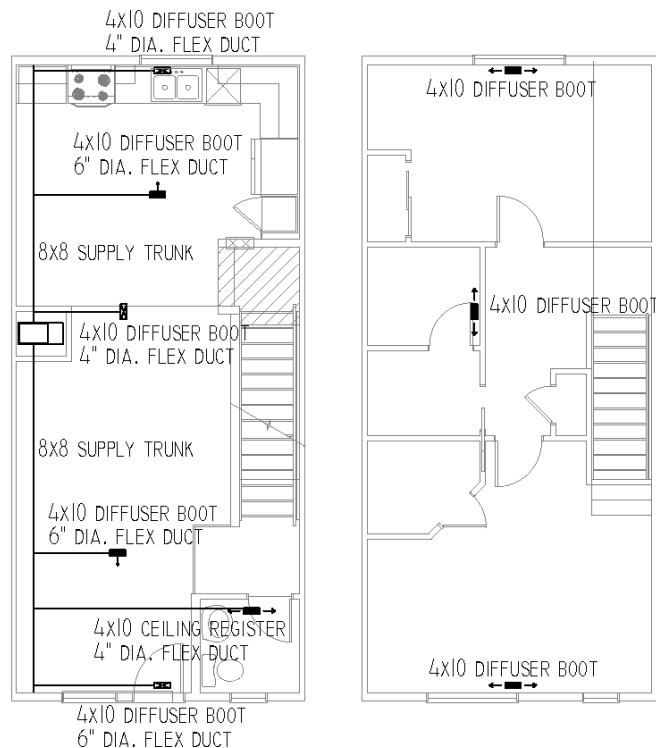 4X10 DIFFUSER BOOT
4" DIA. FLEX DUCT
4X10 DIFFUSER BOOT
6" DIA. FLEX DUCT
8X8 SUPPLY TRUNK
4X10 DIFFUSER BOOT
4" DIA. FLEX DUCT
8X8 SUPPLY TRUNK
4X10 DIFFUSER BOOT
6" DIA. FLEX DUCT
4X10 CEILING REGISTER
4" DIA. FLEX DUCT
4X10 DIFFUSER BOOT
6" DIA. FLEX DUCT
4X10 DIFFUSER BOOT
4X10 DIFFUSER BOOT
4X10 DIFFUSER BOOT